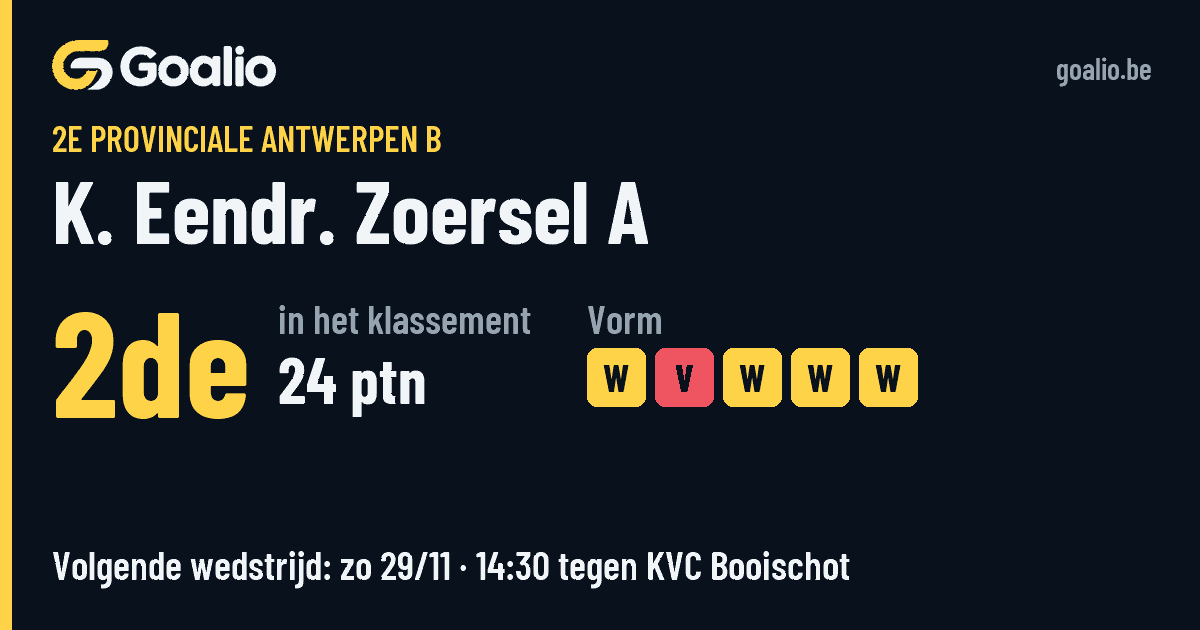 Goalio
goalio.be
2E PROVINCIALE ANTWERPEN B
K. Eendr. Zoersel A
2de
in het klassement
24 ptn
Vorm
W V W W W
Volgende wedstrijd: zo 29/11 · 14:30 tegen KVC Booischot